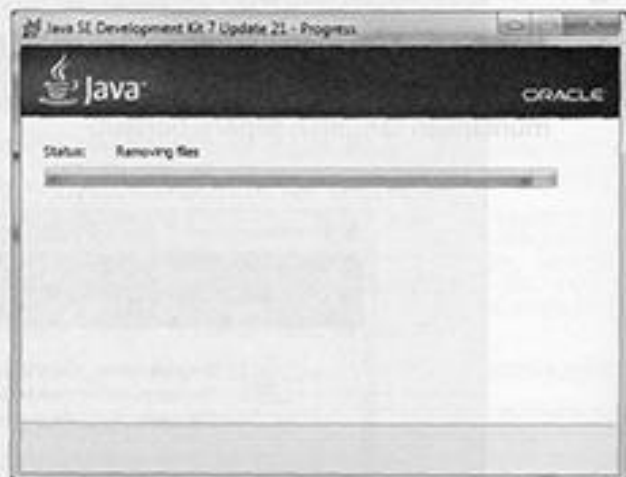 Java SE Development Kit 7 Update 21 - Progress
Java
ORACLE
Status: Removing files